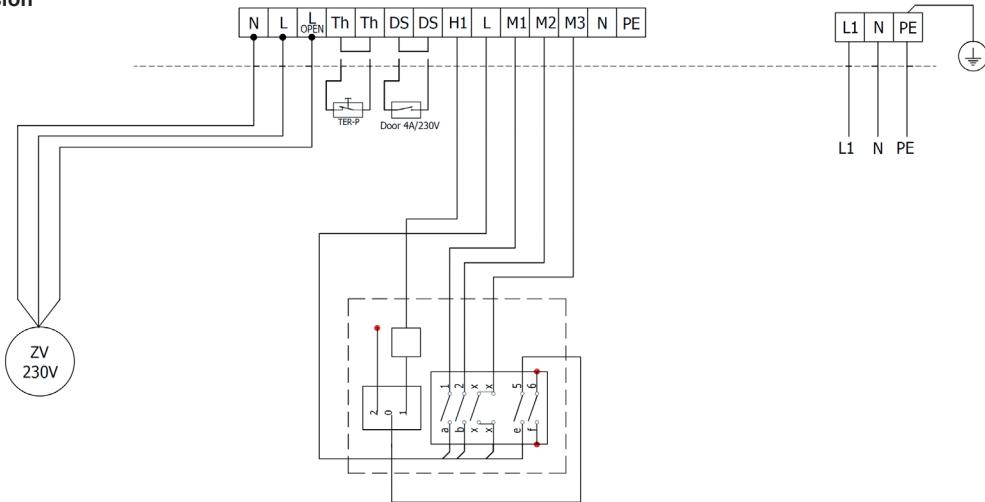 sion
N L L OPEN Th Th DS DS H1 L M1 M2 M3 N PE
L1 N PE
TER-P
Door 4A/230V
L1 N PE
ZV
230V
1 2 x x 5 6
2 0 1
a b x x e f